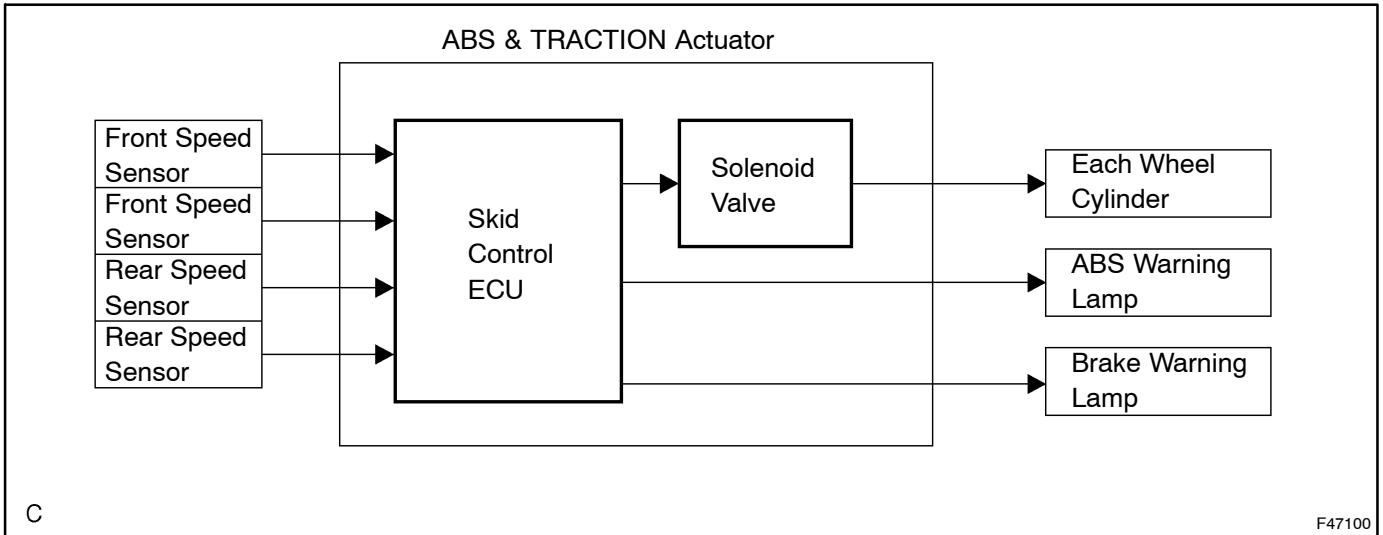 ABS & TRACTION Actuator
Front Speed
Sensor
Front Speed
Sensor
Rear Speed
Sensor
Rear Speed
Sensor
Skid
Control
ECU
Solenoid
Valve
Each Wheel
Cylinder
ABS Warning
Lamp
Brake Warning
Lamp
C
F47100